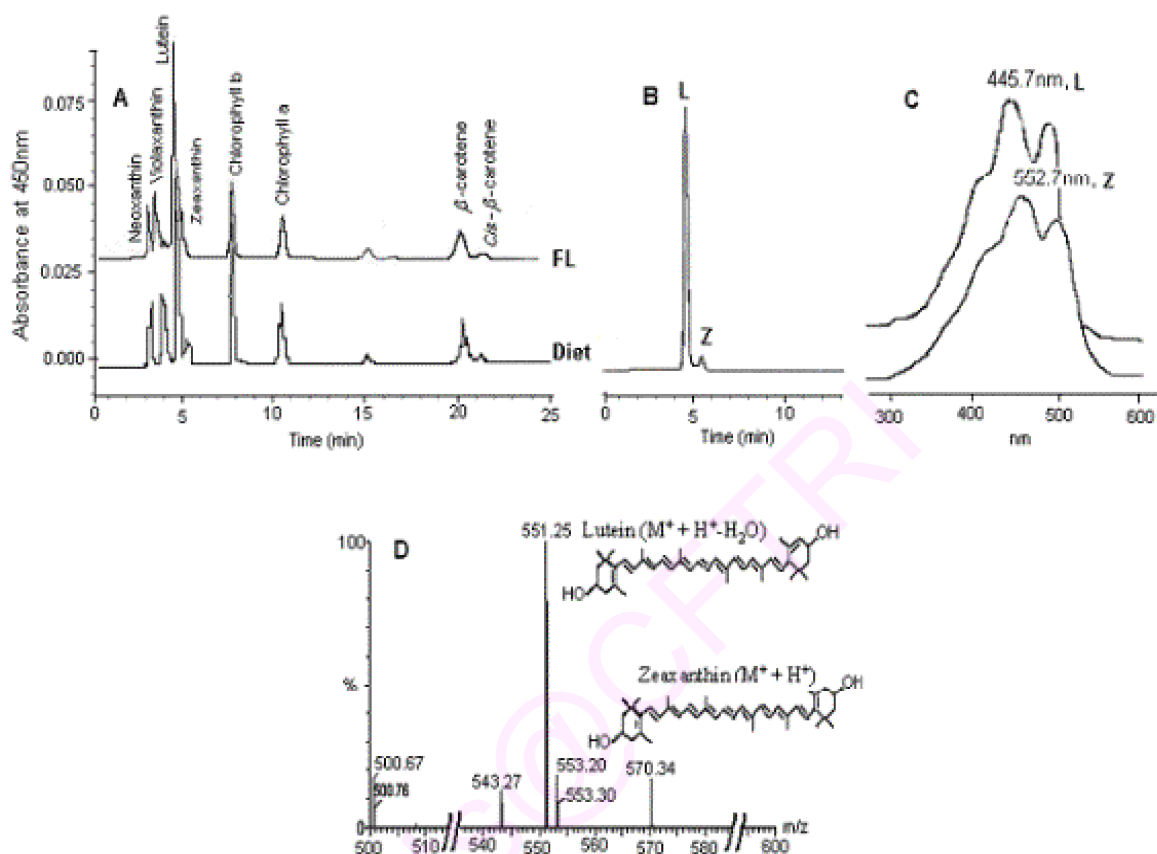 A
Absorbance at 450nm
0.075
0.050
0.025
0.000
Neoxanthin
Violaxanthin
Lutein
Zeaxanthin
Chlorophyll b
Chlorophyll a
β-carotene
Cis-β-carotene
FL
Diet
0 5 10 15 20 25
Time (min)
B
L
Z
0 5 10
Time (min)
C
445.7nm, L
552.7nm, Z
300 400 500 600
nm
D
100
%
0
551.25 Lutein (M⁺ + H⁺-H₂O)
OH
HO
Zeaxanthin (M⁺ + H⁺)
OH
HO
500.67
500.76
543.27
553.20
553.30
570.34
500 510 540 550 560 570 580 600
m/z
@CFTRI